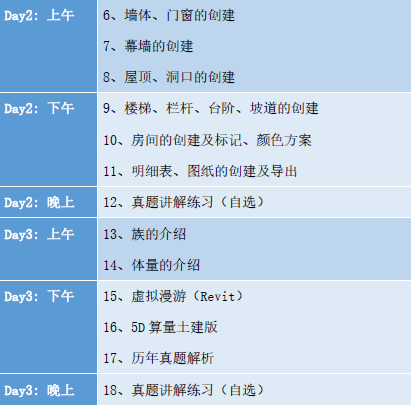 Day2: 上午
6、墙体、门窗的创建
7、幕墙的创建
8、屋顶、洞口的创建
Day2: 下午
9、楼梯、栏杆、台阶、坡道的创建
10、房间的创建及标记、颜色方案
11、明细表、图纸的创建及导出
Day2: 晚上
12、真题讲解练习（自选）
Day3: 上午
13、族的介绍
14、体量的介绍
Day3: 下午
15、虚拟漫游（Revit）
16、5D 算量土建版
17、历年真题解析
Day3: 晚上
18、真题讲解练习（自选）